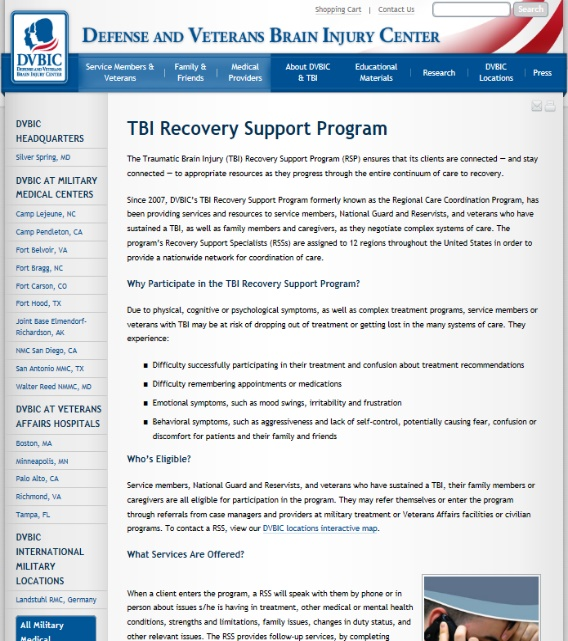 Shopping Cart | Contact Us
Search
DVBIC
DEFENSE AND VETERANS
BRAIN INJURY CENTER
DEFENSE AND VETERANS BRAIN INJURY CENTER
Service Members & Veterans
Family & Friends
Medical Providers
About DVBIC & TBI
Educational Materials
Research
DVBIC Locations
Press
DVBIC
HEADQUARTERS
Silver Spring, MD
DVBIC AT MILITARY
MEDICAL CENTERS
Camp Lejeune, NC
Camp Pendleton, CA
Fort Belvoir, VA
Fort Bragg, NC
Fort Carson, CO
Fort Hood, TX
Joint Base Elmendorf-
Richardson, AK
NMC San Diego, CA
San Antonio MMC, TX
Walter Reed NMMC, MD
DVBIC AT VETERANS
AFFAIRS HOSPITALS
Boston, MA
Minneapolis, MN
Palo Alto, CA
Richmond, VA
Tampa, FL
DVBIC
INTERNATIONAL
MILITARY
LOCATIONS
Landstuhl RMC, Germany
All Military
Medical
TBI Recovery Support Program
The Traumatic Brain Injury (TBI) Recovery Support Program (RSP) ensures that its clients are connected — and stay
connected — to appropriate resources as they progress through the entire continuum of care to recovery.
Since 2007, DVBIC's TBI Recovery Support Program formerly known as the Regional Care Coordination Program, has
been providing services and resources to service members, National Guard and Reservists, and veterans who have
sustained a TBI, as well as family members and caregivers, as they negotiate complex systems of care. The
program's Recovery Support Specialists (RSSs) are assigned to 12 regions throughout the United States in order to
provide a nationwide network for coordination of care.
Why Participate in the TBI Recovery Support Program?
Due to physical, cognitive or psychological symptoms, as well as complex treatment programs, service members or
veterans with TBI may be at risk of dropping out of treatment or getting lost in the many systems of care. They
experience:
■ Difficulty successfully participating in their treatment and confusion about treatment recommendations
■ Difficulty remembering appointments or medications
■ Emotional symptoms, such as mood swings, irritability and frustration
■ Behavioral symptoms, such as aggressiveness and lack of self-control, potentially causing fear, confusion or
discomfort for patients and their family and friends
Who's Eligible?
Service members, National Guard and Reservists, and veterans who have sustained a TBI, their family members or
caregivers are all eligible for participation in the program. They may refer themselves or enter the program
through referrals from case managers and providers at military treatment or Veterans Affairs facilities or civilian
programs. To contact a RSS, view our DVBIC locations interactive map.
What Services Are Offered?
When a client enters the program, a RSS will speak with them by phone or in
person about issues s/he is having in treatment, other medical or mental health
conditions, strengths and limitations, family issues, changes in duty status, and
other relevant issues. The RSS provides follow-up services, by completing